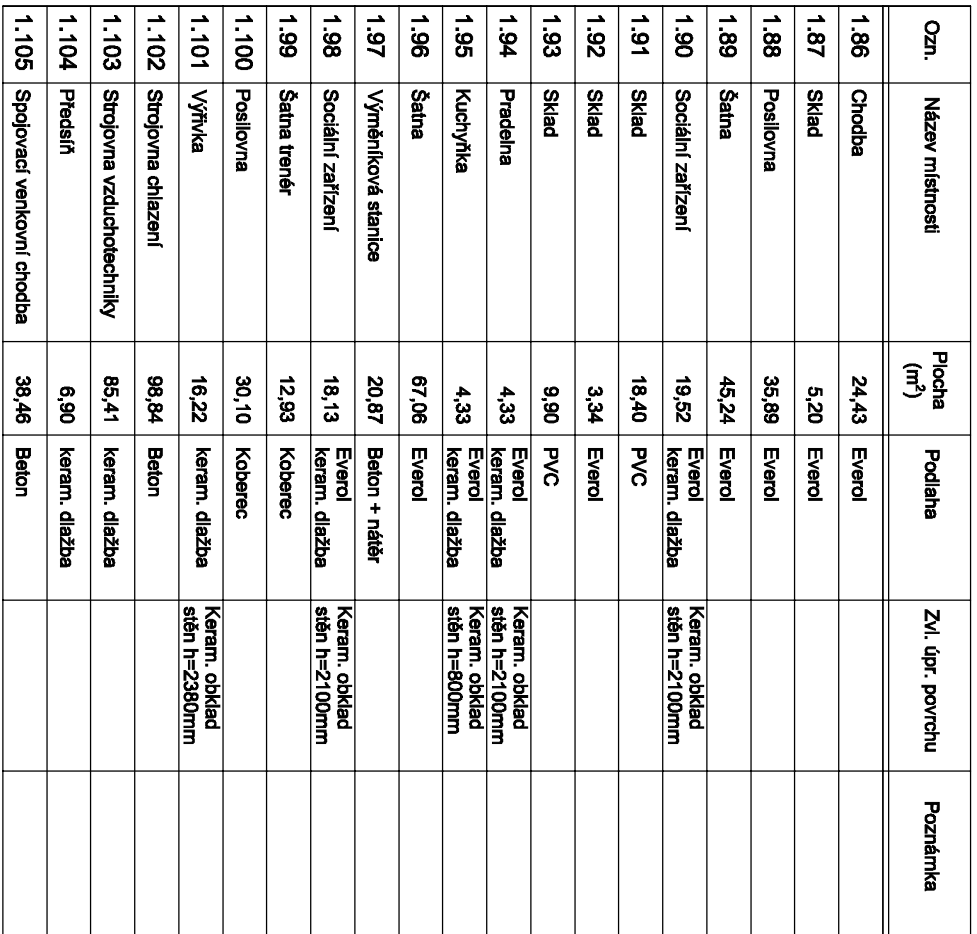 Ozn. Název místnosti Plocha (m²) Podlaha Zvl. úpr. povrchu Poznámka
1.86 Chodba 24,43 Everol
1.87 Sklad 5,20 Everol
1.88 Posilovna 35,89 Everol
1.89 Šatna 45,24 Everol
1.90 Sociální zařízení 19,52 Everol keram. dlažba Keram. obklad stěn h=2100mm
1.91 Sklad 18,40 PVC
1.92 Sklad 3,34 Everol
1.93 Sklad 9,90 PVC
1.94 Pradelna 4,33 Everol keram. dlažba Keram. obklad stěn h=2100mm
1.95 Kuchyňka 4,33 Everol keram. dlažba Keram. obklad stěn h=800mm
1.96 Šatna 67,06 Everol
1.97 Výměníková stanice 20,87 Beton + nátěr
1.98 Sociální zařízení 18,13 Everol keram. dlažba Keram. obklad stěn h=2100mm
1.99 Šatna trenér 12,93 Koberec
1.100 Posilovna 30,10 Koberec
1.101 Výřivka 16,22 keram. dlažba Keram. obklad stěn h=2380mm
1.102 Strojovna chlazení 98,84 Beton
1.103 Strojovna vzduchotechniky 85,41 keram. dlažba
1.104 Předsíň 6,90 keram. dlažba
1.105 Spojovací venkovní chodba 38,46 Beton